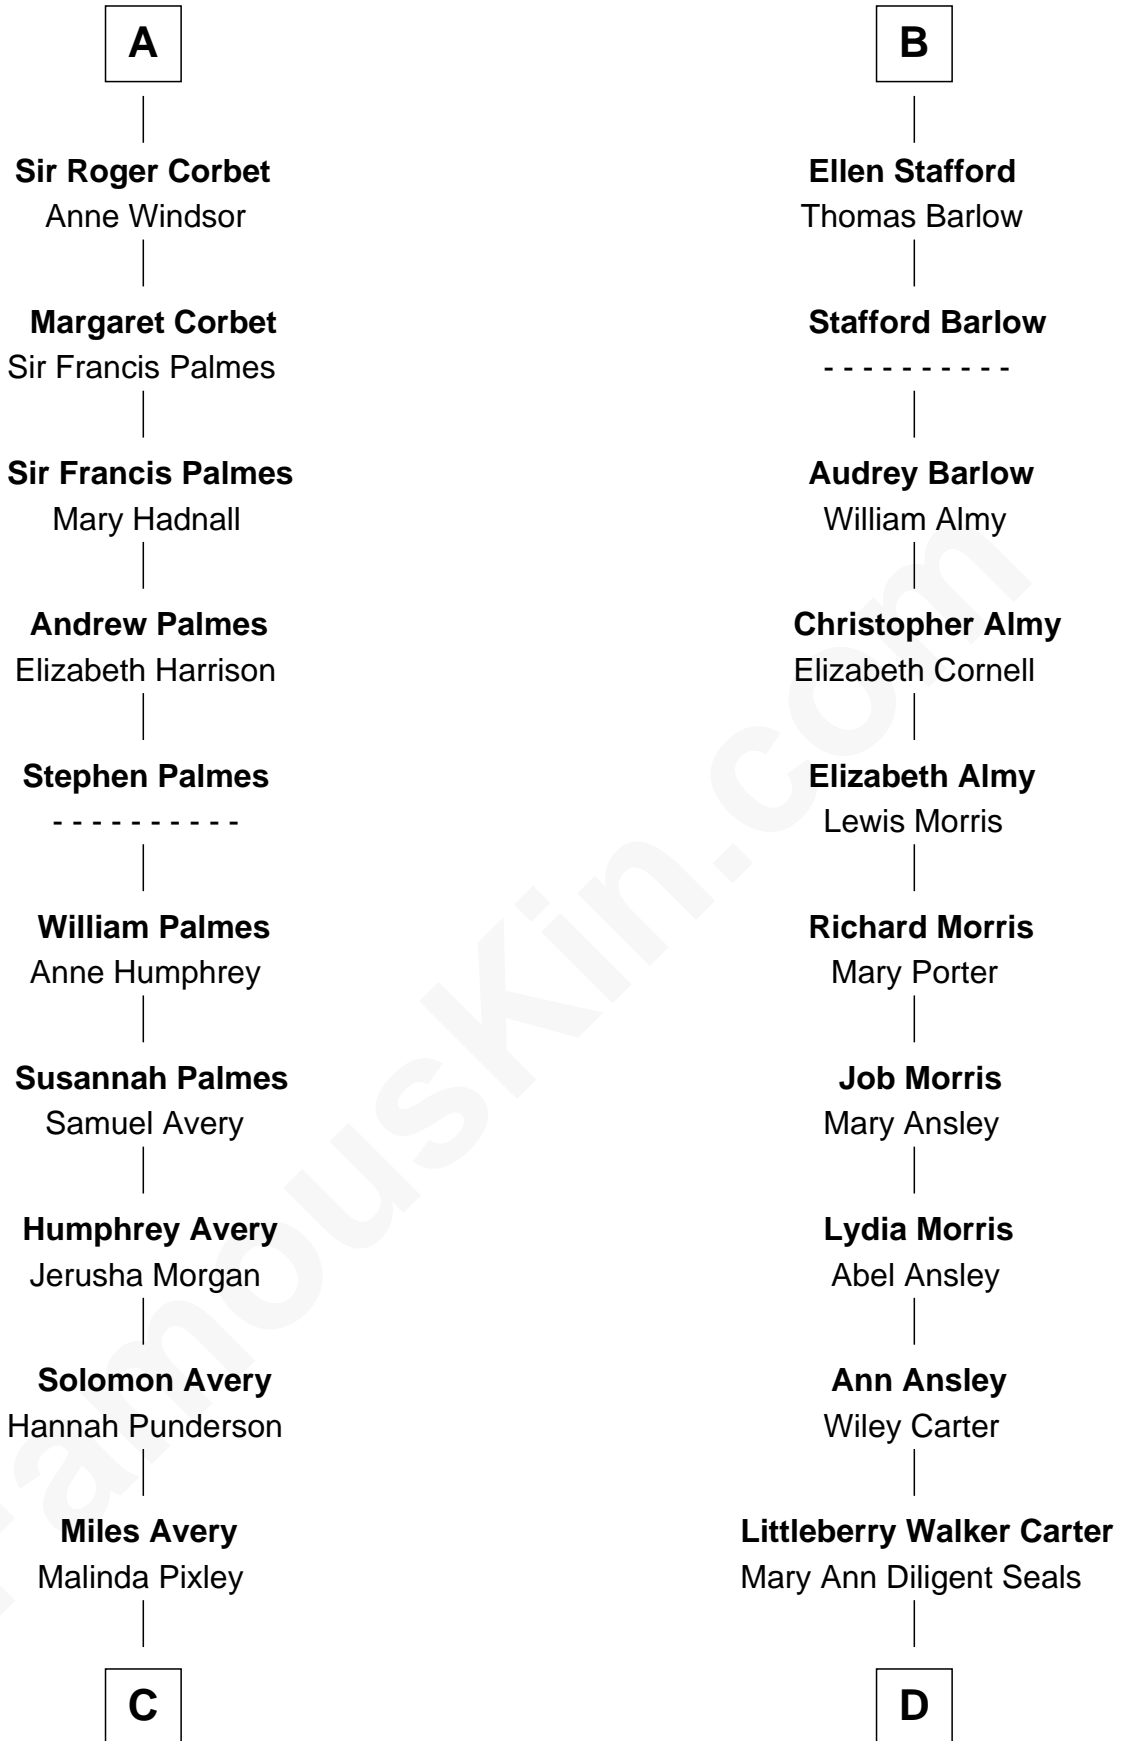 A
Sir Roger Corbet
Anne Windsor
Margaret Corbet
Sir Francis Palmes
Sir Francis Palmes
Mary Hadnall
Andrew Palmes
Elizabeth Harrison
Stephen Palmes
- - - - - - - - - -
William Palmes
Anne Humphrey
Susannah Palmes
Samuel Avery
Humphrey Avery
Jerusha Morgan
Solomon Avery
Hannah Punderson
Miles Avery
Malinda Pixley
C
B
Ellen Stafford
Thomas Barlow
Stafford Barlow
- - - - - - - - - -
Audrey Barlow
William Almy
Christopher Almy
Elizabeth Cornell
Elizabeth Almy
Lewis Morris
Richard Morris
Mary Porter
Job Morris
Mary Ansley
Lydia Morris
Abel Ansley
Ann Ansley
Wiley Carter
Littleberry Walker Carter
Mary Ann Diligent Seals
D
FamousKin.com